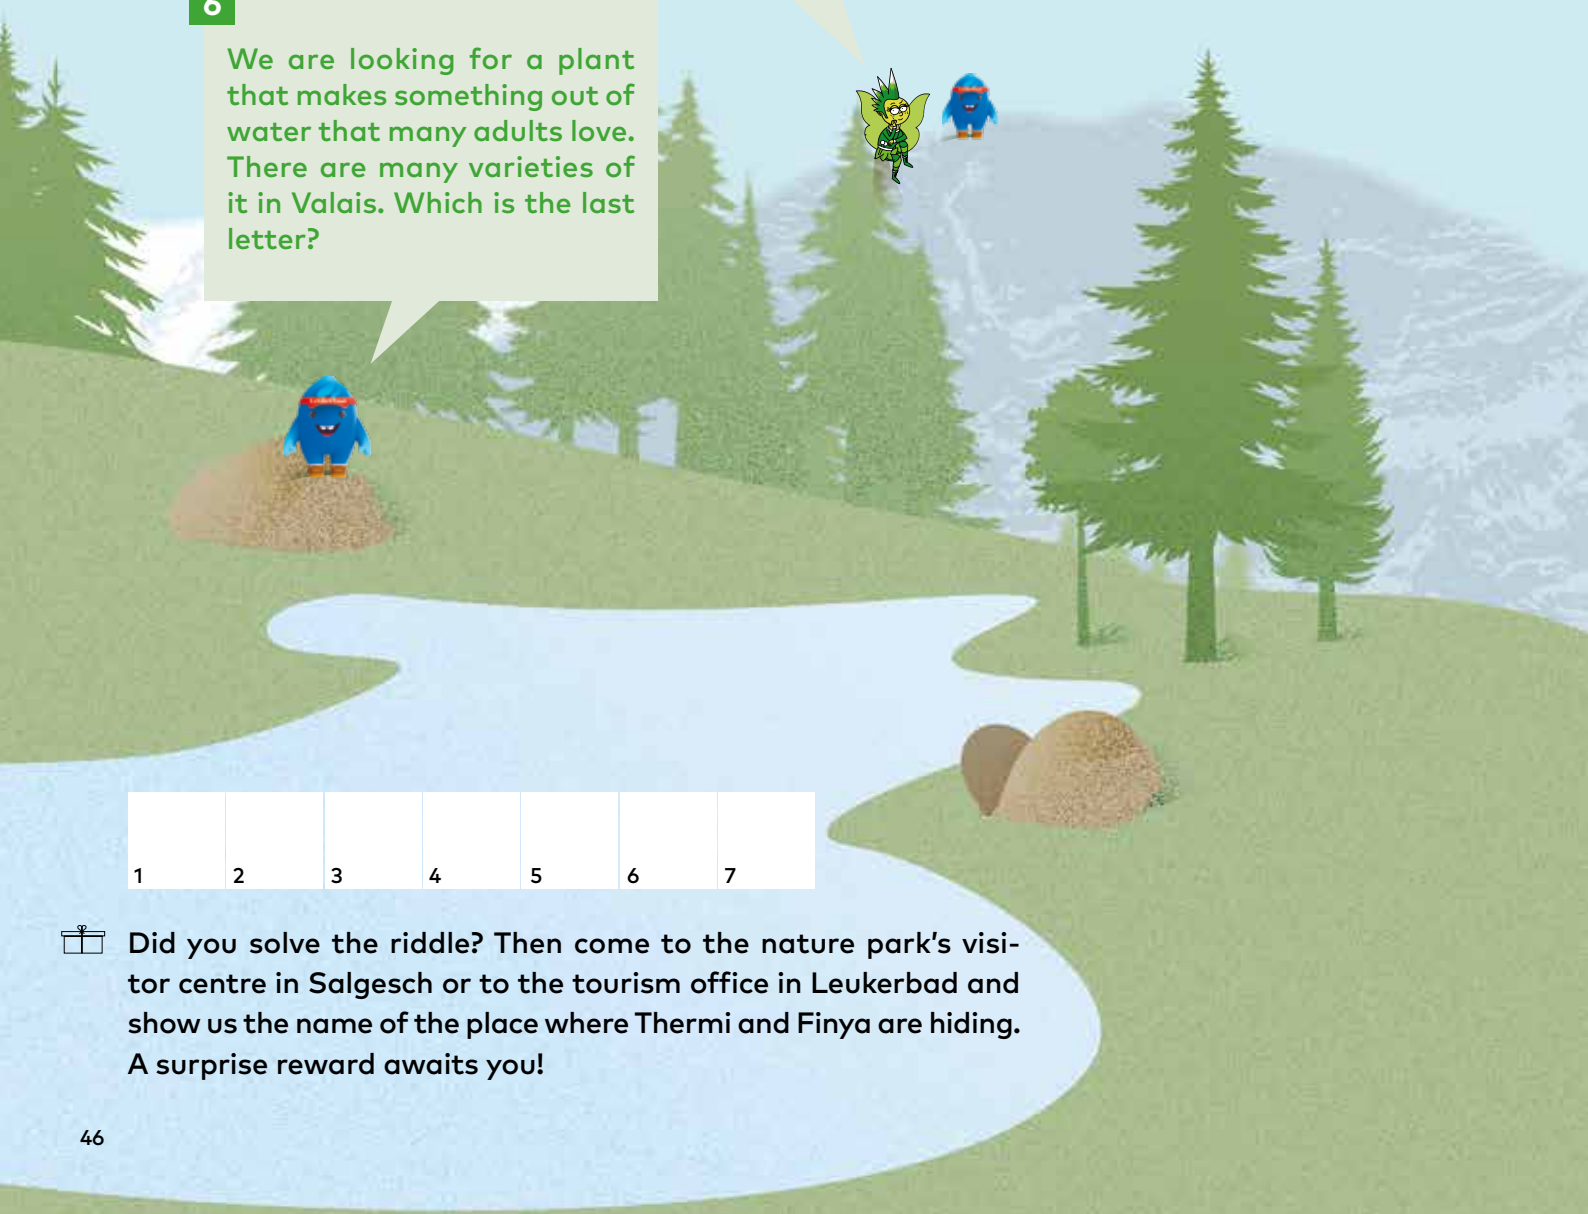 6
We are looking for a plant
that makes something out of
water that many adults love.
There are many varieties of
it in Valais. Which is the last
letter?
1 2 3 4 5 6 7
Did you solve the riddle? Then come to the nature park’s visi-
tor centre in Salgesch or to the tourism office in Leukerbad and
show us the name of the place where Thermi and Finya are hiding.
A surprise reward awaits you!
46